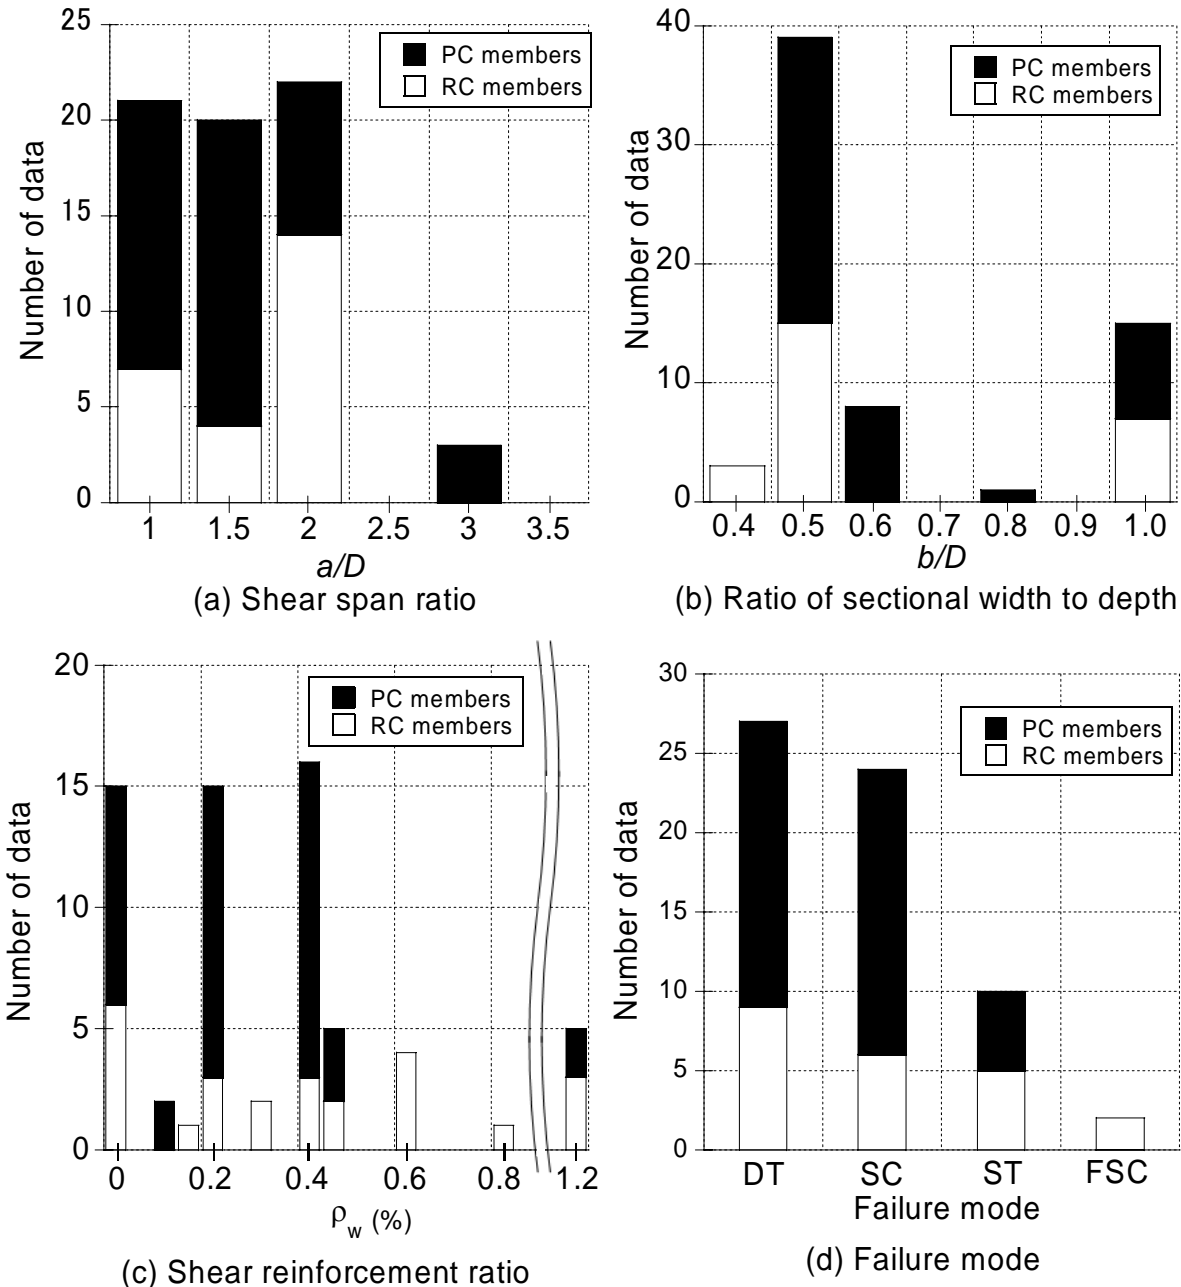 25
20
15
10
5
0
Number of data
PC members
RC members
1 1.5 2 2.5 3 3.5
a/D
(a) Shear span ratio
40
30
20
10
0
Number of data
PC members
RC members
0.4 0.5 0.6 0.7 0.8 0.9 1.0
b/D
(b) Ratio of sectional width to depth
20
15
10
5
0
Number of data
PC members
RC members
0 0.2 0.4 0.6 0.8 1.2
ρw (%)
(c) Shear reinforcement ratio
30
25
20
15
10
5
0
Number of data
PC members
RC members
DT SC ST FSC
Failure mode
(d) Failure mode